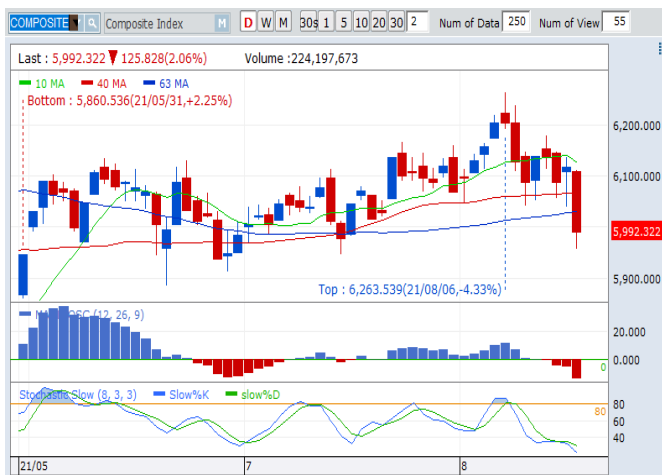 COMPOSITE Composite Index D W M 30s 1 5 10 20 30 2 Num of Data 250 Num of View 55
Last : 5,992.322 ▼ 125.828(2.06%) Volume :224,197,673
10 MA 40 MA 63 MA
Bottom : 5,860.536(21/05/31,+2.25%)
6,200.000
6,100.000
5,992.322
5,900.000
Top : 6,263.539(21/08/06,-4.33%)
(12, 26, 9)
20.000
0.000
0
Stochastic Slow (8, 3, 3) Slow%K slow%D
80
80
60
40
21/05 7 8